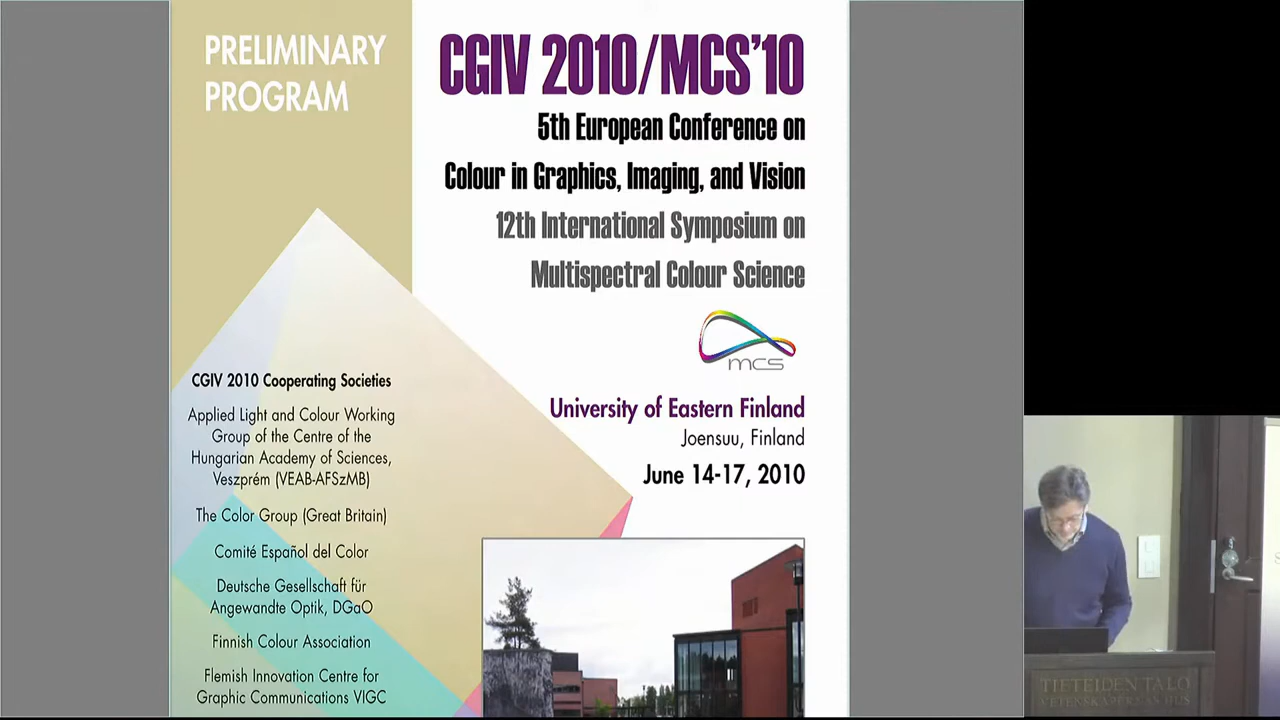 PRELIMINARY
PROGRAM
CGIV 2010/MCS'10
5th European Conference on
Colour in Graphics, Imaging, and Vision
12th International Symposium on
Multispectral Colour Science
mcs
University of Eastern Finland
Joensuu, Finland
June 14-17, 2010
CGIV 2010 Cooperating Societies
Applied Light and Colour Working
Group of the Centre of the
Hungarian Academy of Sciences,
Veszprém (VEAB-AFSzMB)
The Color Group (Great Britain)
Comité Español del Color
Deutsche Gesellschaft für
Angewandte Optik, DGaO
Finnish Colour Association
Flemish Innovation Centre for
Graphic Communications VIGC
TIETEIDEN TALO